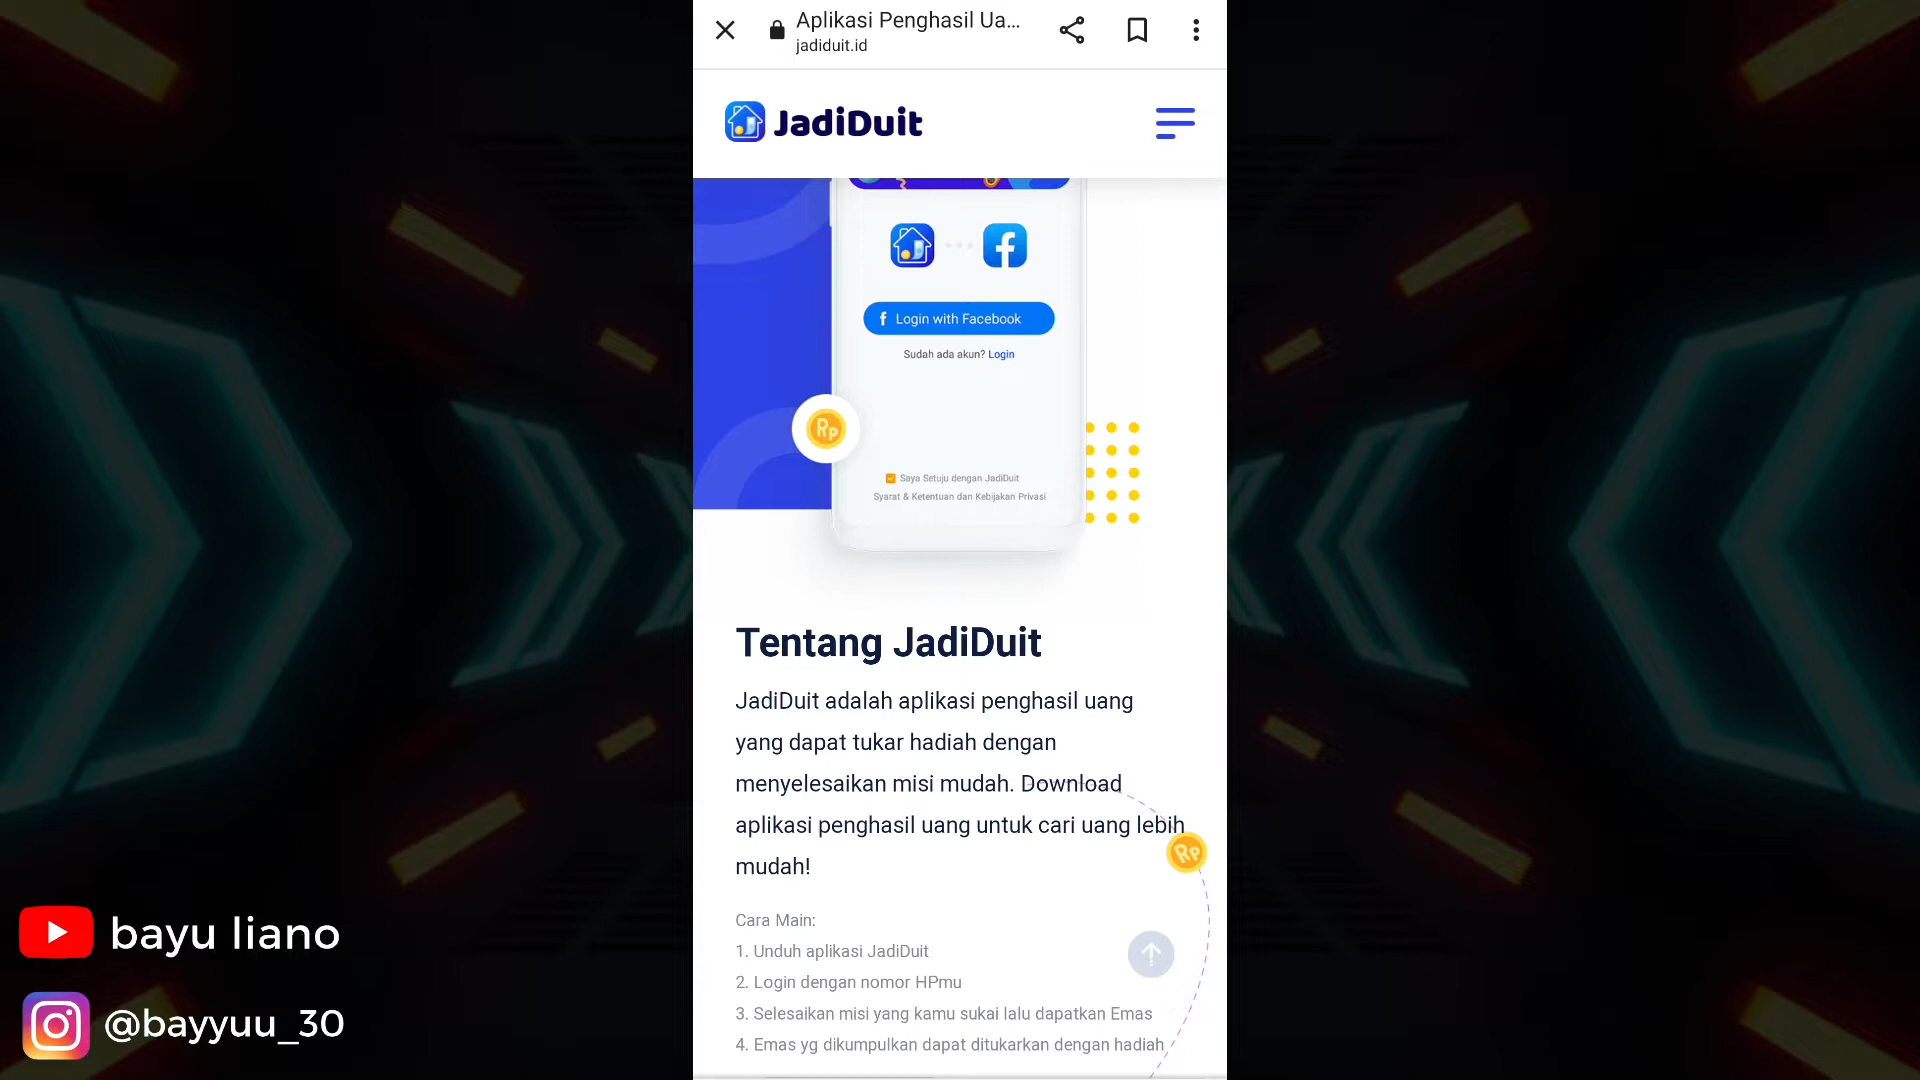 Aplikasi Penghasil Ua...
jadiduit.id
JadiDuit
Login with Facebook
Sudah ada akun? Login
Rp
Saya Setuju dengan JadiDuit
Syarat & Ketentuan dan Kebijakan Privasi
Tentang JadiDuit
JadiDuit adalah aplikasi penghasil uang
yang dapat tukar hadiah dengan
menyelesaikan misi mudah. Download
aplikasi penghasil uang untuk cari uang lebih
mudah!
Rp
Cara Main:
1. Unduh aplikasi JadiDuit
2. Login dengan nomor HPmu
3. Selesaikan misi yang kamu sukai lalu dapatkan Emas
4. Emas yg dikumpulkan dapat ditukarkan dengan hadiah
bayu liano
@bayyuu_30